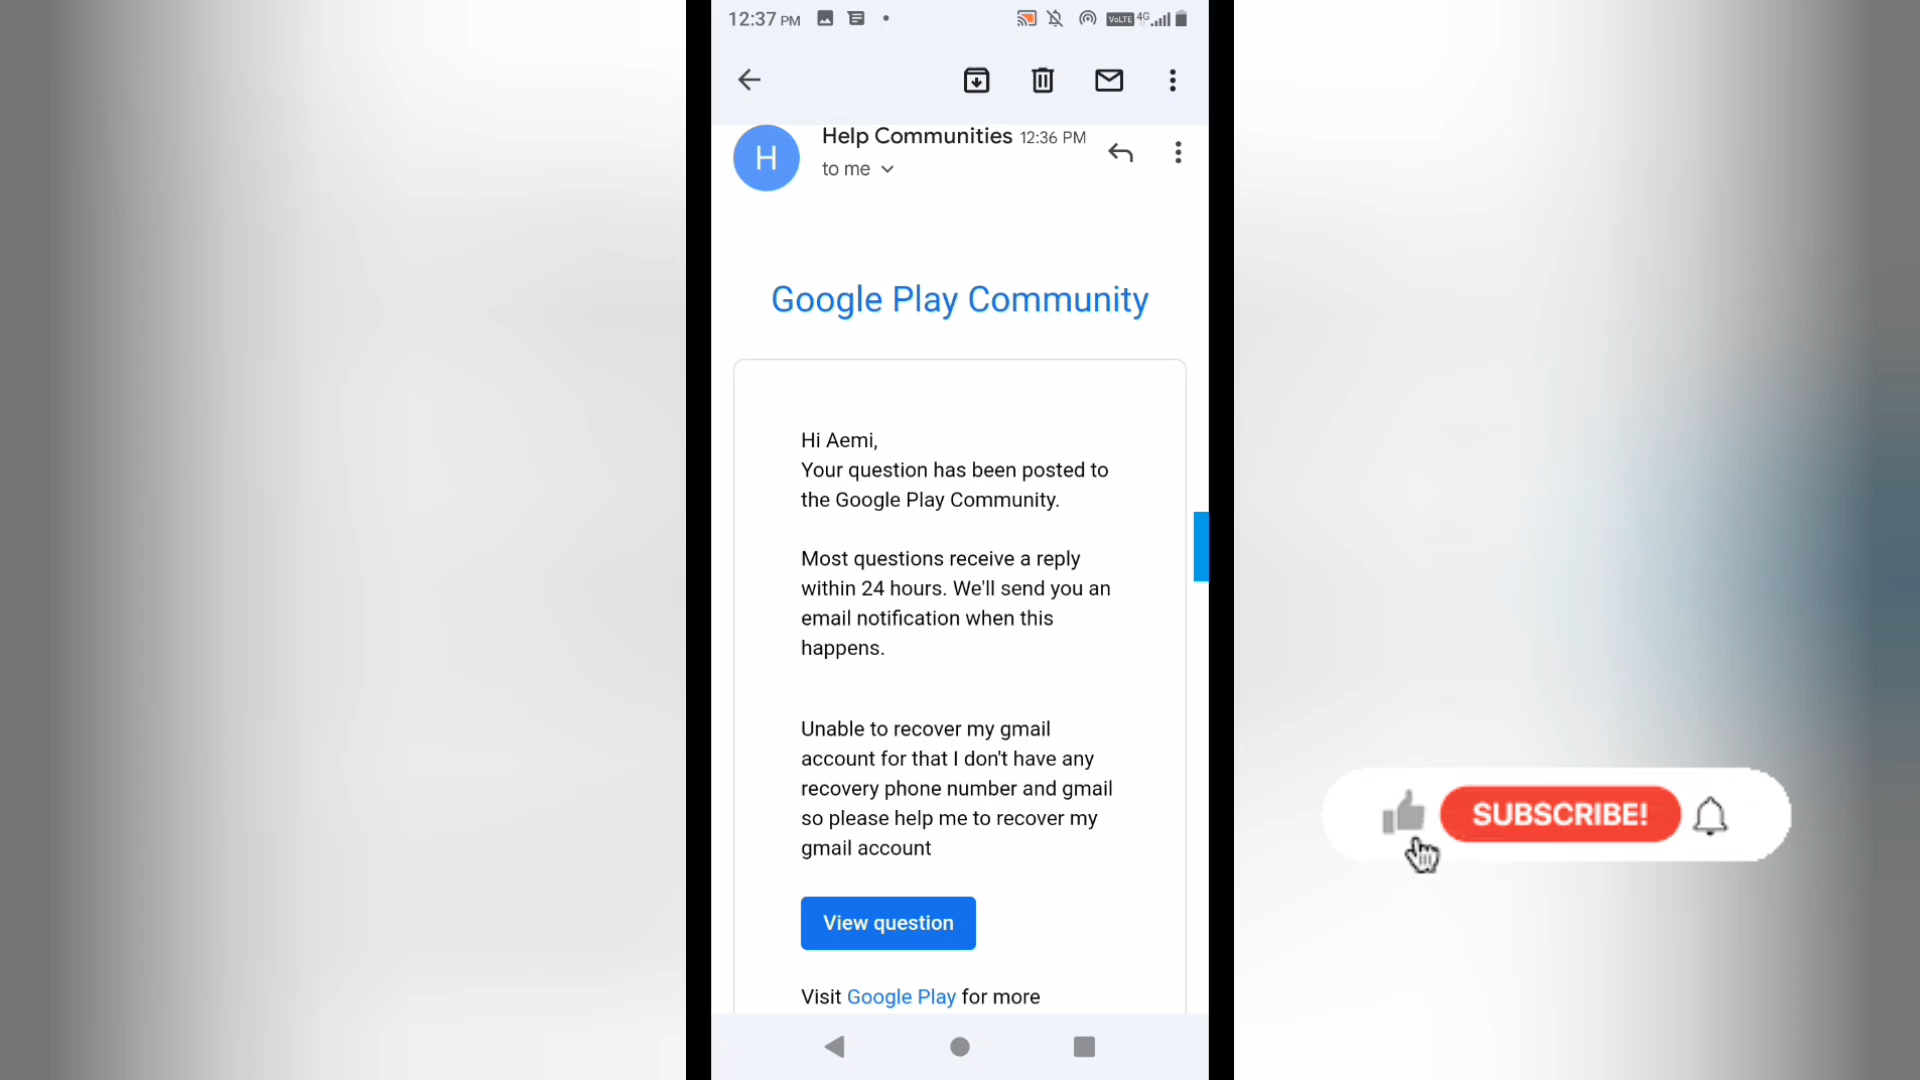 12:37 PM
VoLTE 4G
Help Communities 12:36 PM
H
to me
Google Play Community
Hi Aemi,
Your question has been posted to
the Google Play Community.
Most questions receive a reply
within 24 hours. We'll send you an
email notification when this
happens.
Unable to recover my gmail
account for that I don't have any
recovery phone number and gmail
so please help me to recover my
gmail account
SUBSCRIBE!
View question
Visit Google Play for more